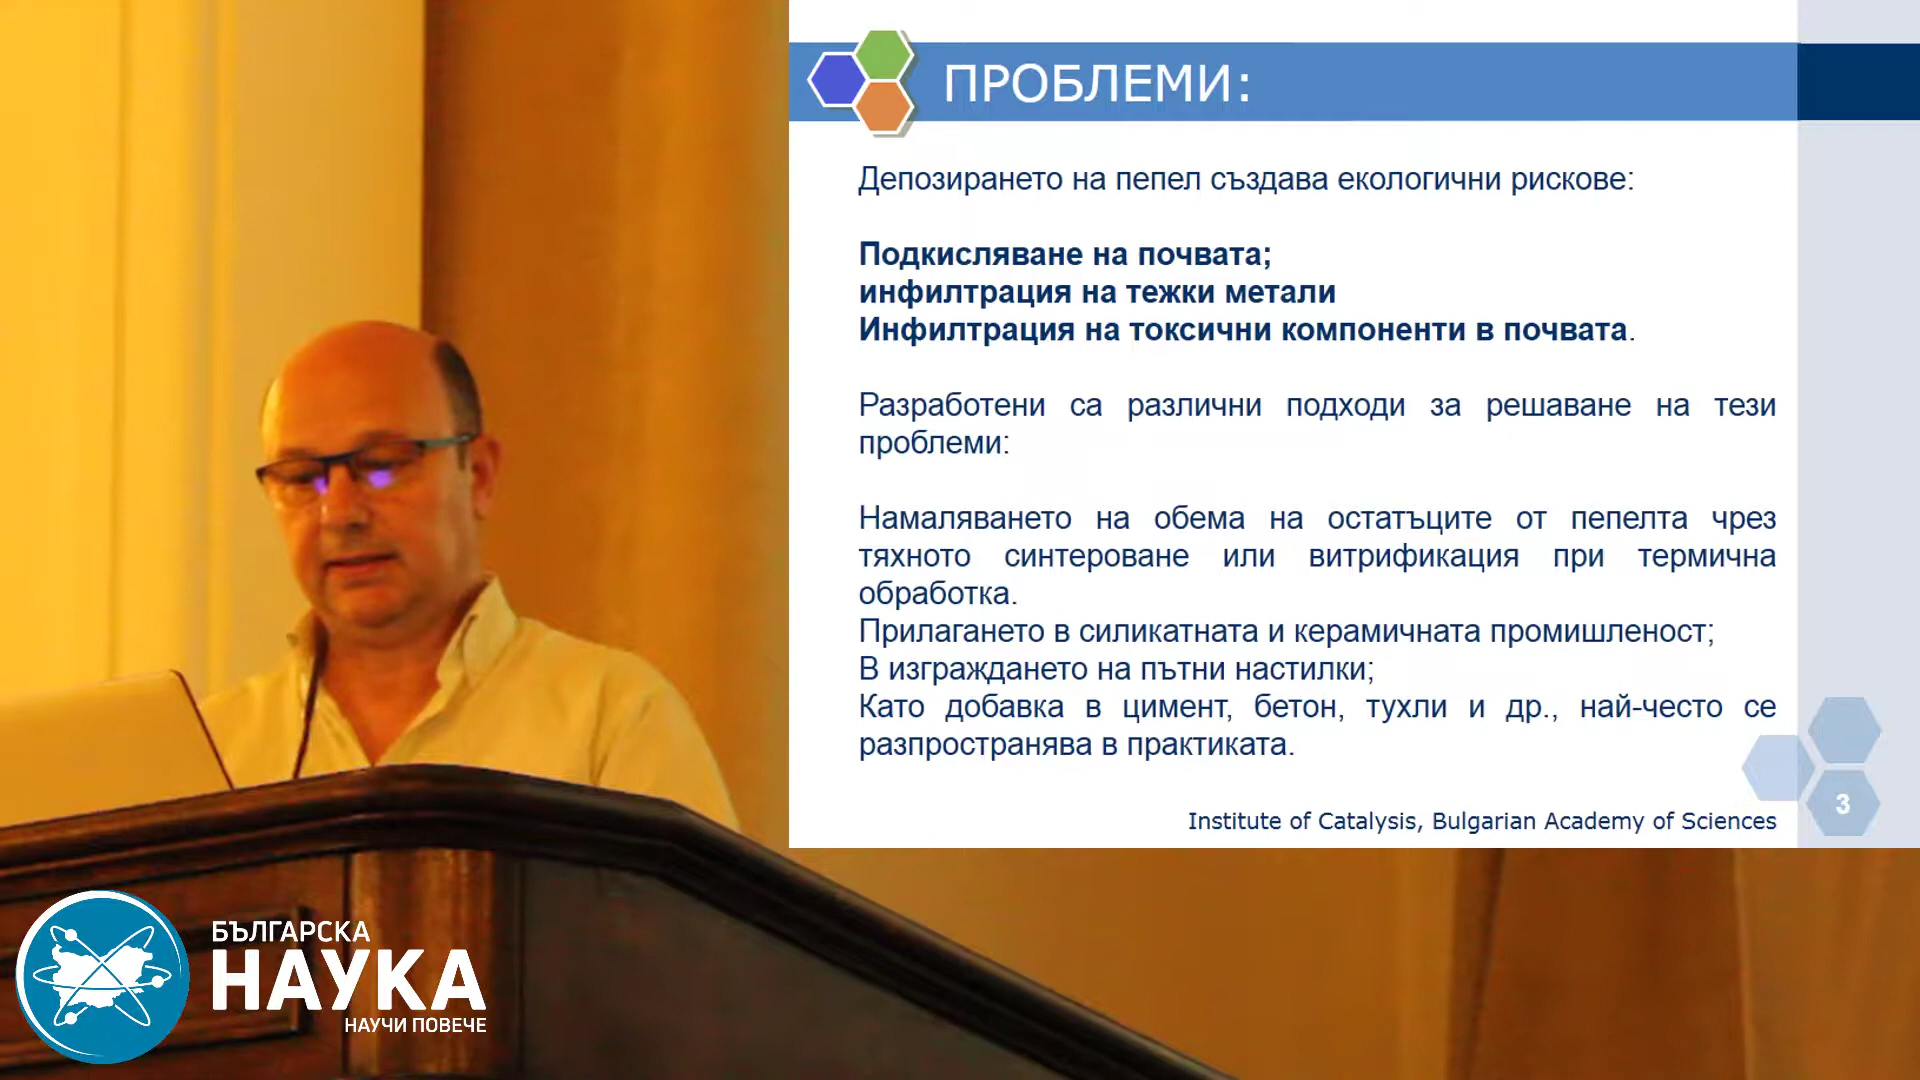 ПРОБЛЕМИ:
Депозирането на пепел създава екологични рискове:
Подкисляване на почвата;
инфилтрация на тежки метали
Инфилтрация на токсични компоненти в почвата.
Разработени са различни подходи за решаване на тези
проблеми:
Намаляването на обема на остатъците от пепелта чрез
тяхното синтероване или витрификация при термична
обработка.
Прилагането в силикатната и керамичната промишленост;
В изграждането на пътни настилки;
Като добавка в цимент, бетон, тухли и др., най-често се
разпространява в практиката.
Institute of Catalysis, Bulgarian Academy of Sciences
3
БЪЛГАРСКА
НАУКА
НАУЧИ ПОВЕЧЕ